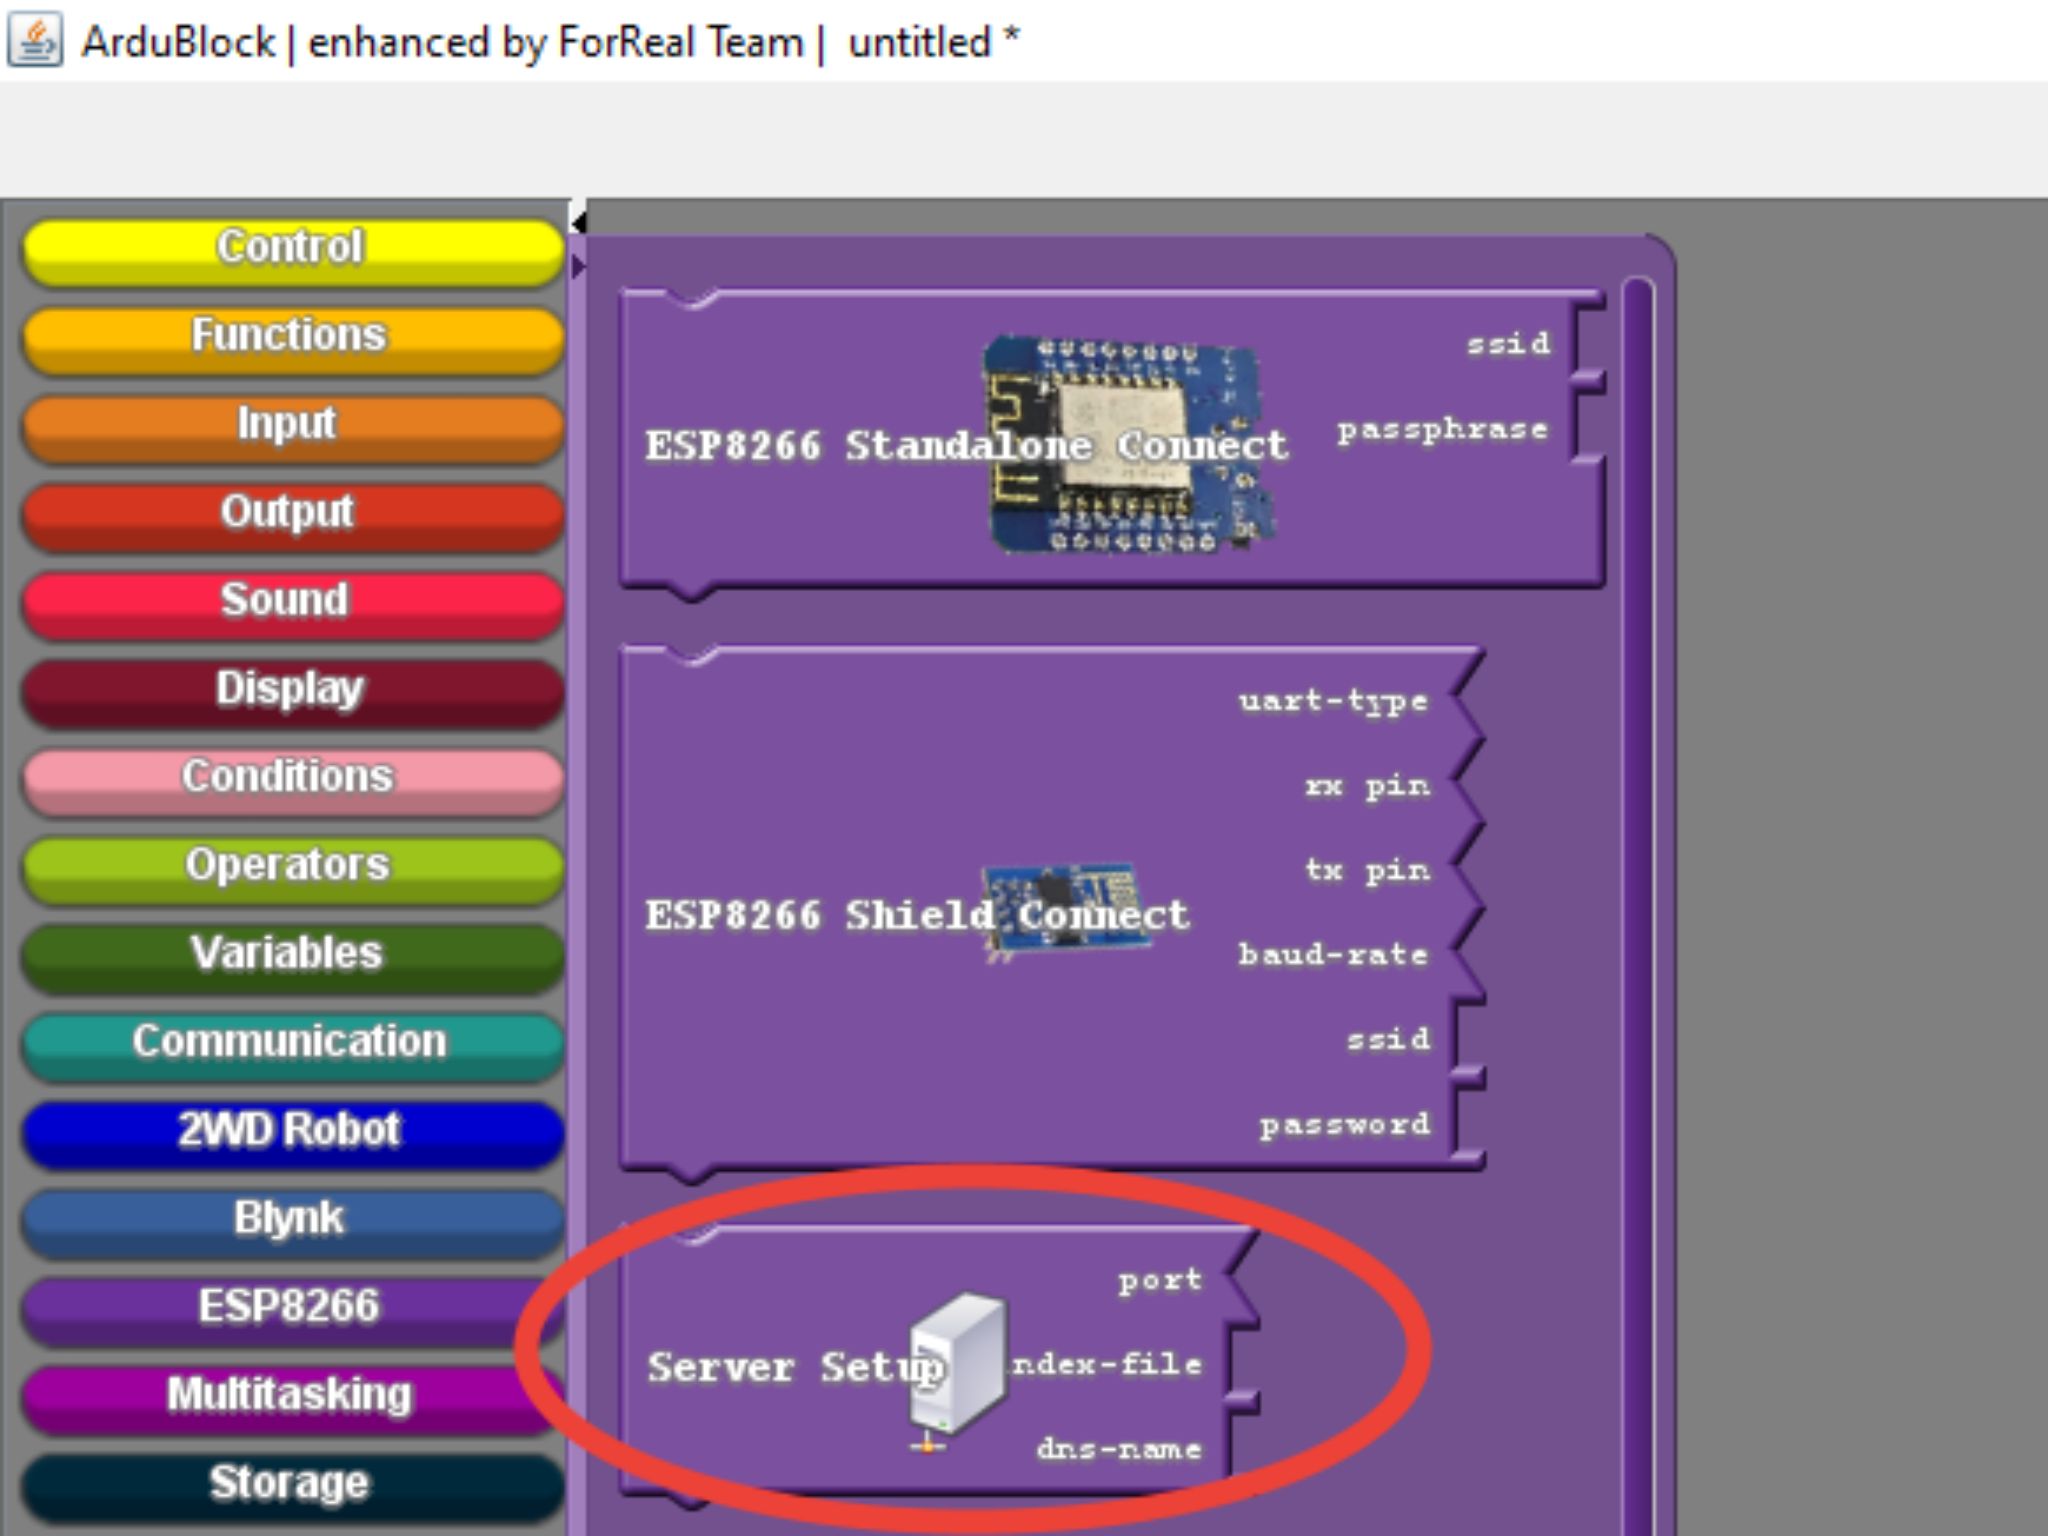 ArduBlock | enhanced by ForReal Team | untitled *
Control
Functions
Input
Output
Sound
Display
Conditions
Operators
Variables
Communication
2WD Robot
Blynk
ESP8266
Multitasking
Storage
ssid
ESP8266 Standalone Connect
passphrase
uart-type
rx pin
tx pin
ESP8266 Shield Connect
baud-rate
ssid
password
port
Server Setup
ndex-file
dns-name